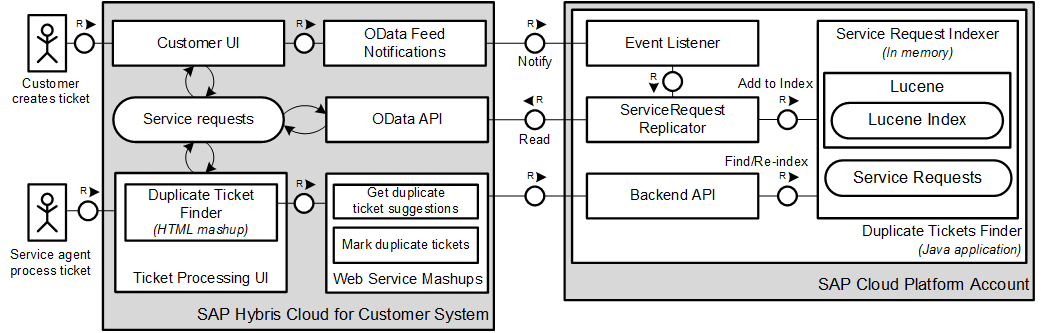 R
Customer
creates ticket
Customer UI
R
OData Feed
Notifications
R
Notify
Event Listener
R
Service Request Indexer
(In memory)
Lucene
Lucene Index
Service Requests
Service requests
OData API
R
Read
ServiceRequest
Replicator
Add to Index
R
R
Service agent
process ticket
Duplicate Ticket
Finder
(HTML mashup)
Ticket Processing UI
R
Get duplicate
ticket suggestions
Mark duplicate tickets
Web Service Mashups
R
Backend API
Find/Re-index
R
Duplicate Tickets Finder
(Java application)
SAP Hybris Cloud for Customer System
SAP Cloud Platform Account